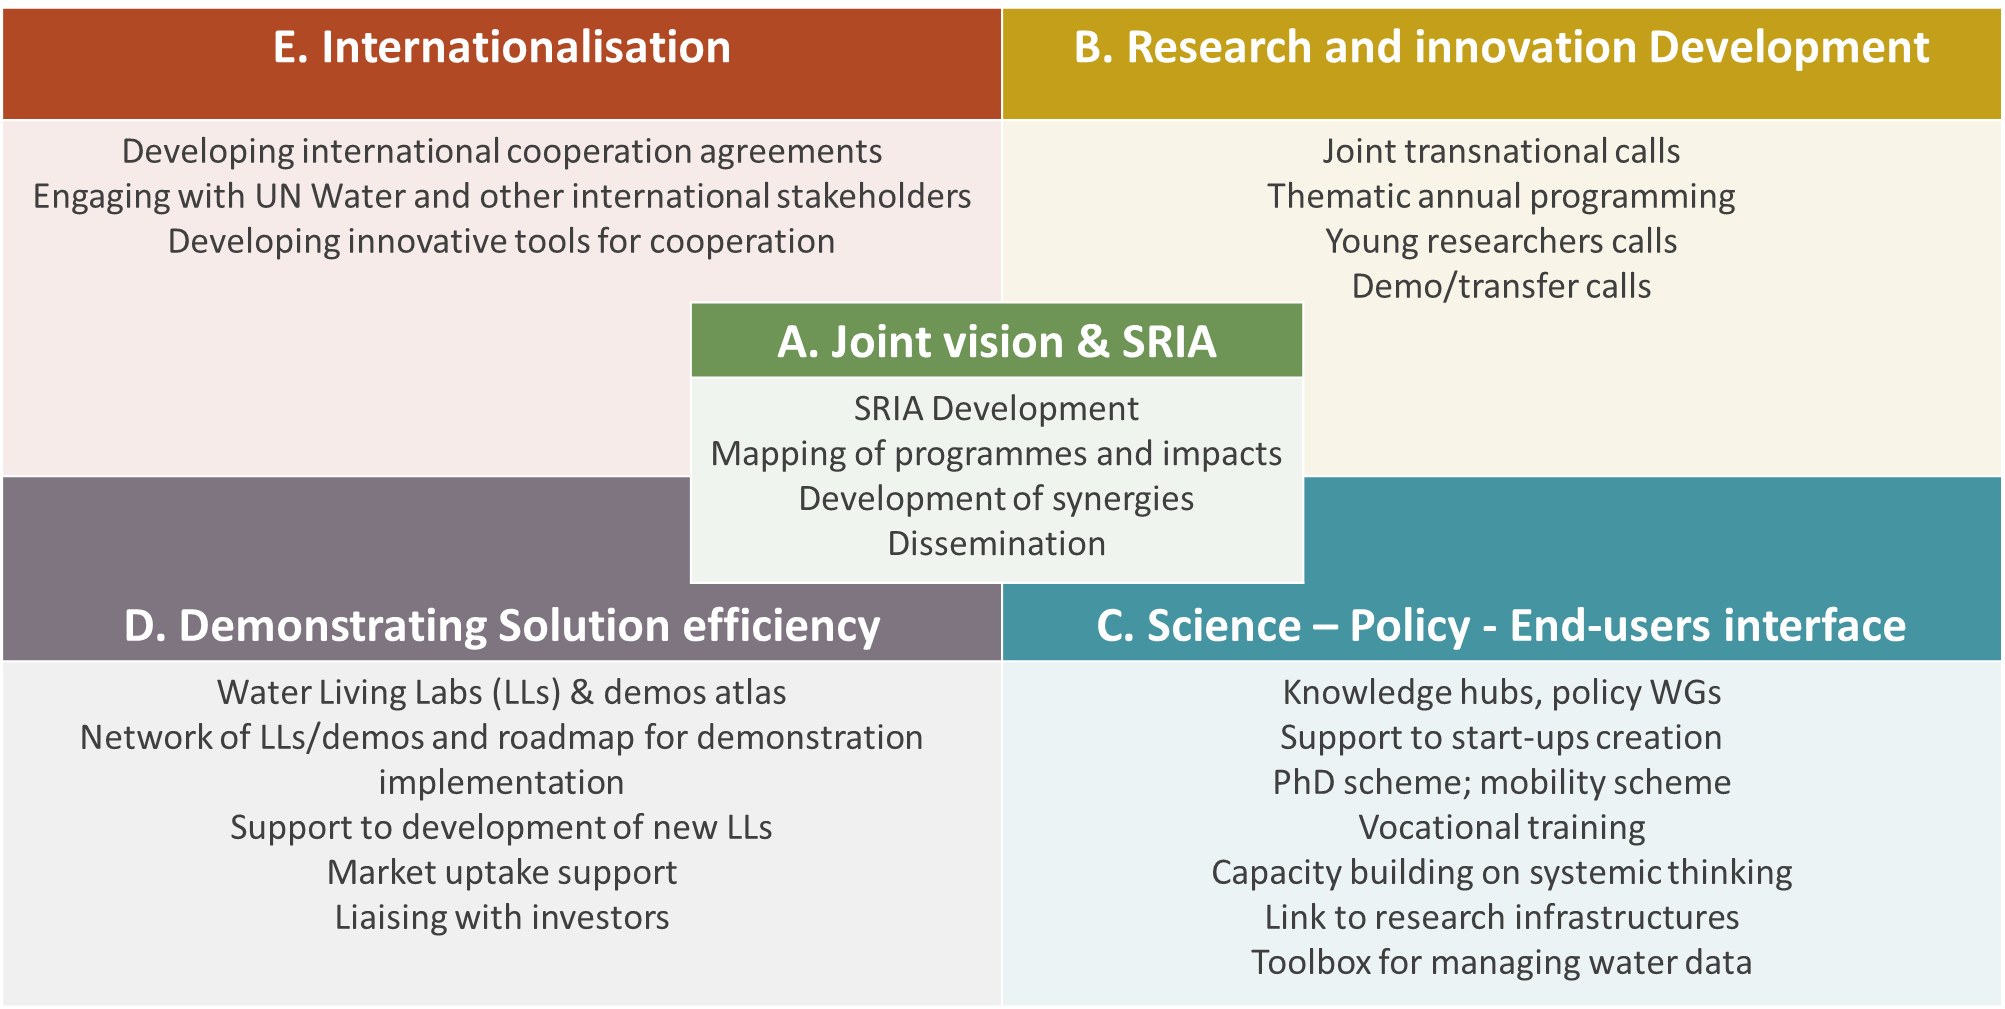 E. Internationalisation
Developing international cooperation agreements
Engaging with UN Water and other international stakeholders
Developing innovative tools for cooperation
B. Research and innovation Development
Joint transnational calls
Thematic annual programming
Young researchers calls
Demo/transfer calls
A. Joint vision & SRIA
SRIA Development
Mapping of programmes and impacts
Development of synergies
Dissemination
D. Demonstrating Solution efficiency
Water Living Labs (LLs) & demos atlas
Network of LLs/demos and roadmap for demonstration
implementation
Support to development of new LLs
Market uptake support
Liaising with investors
C. Science – Policy - End-users interface
Knowledge hubs, policy WGs
Support to start-ups creation
PhD scheme; mobility scheme
Vocational training
Capacity building on systemic thinking
Link to research infrastructures
Toolbox for managing water data